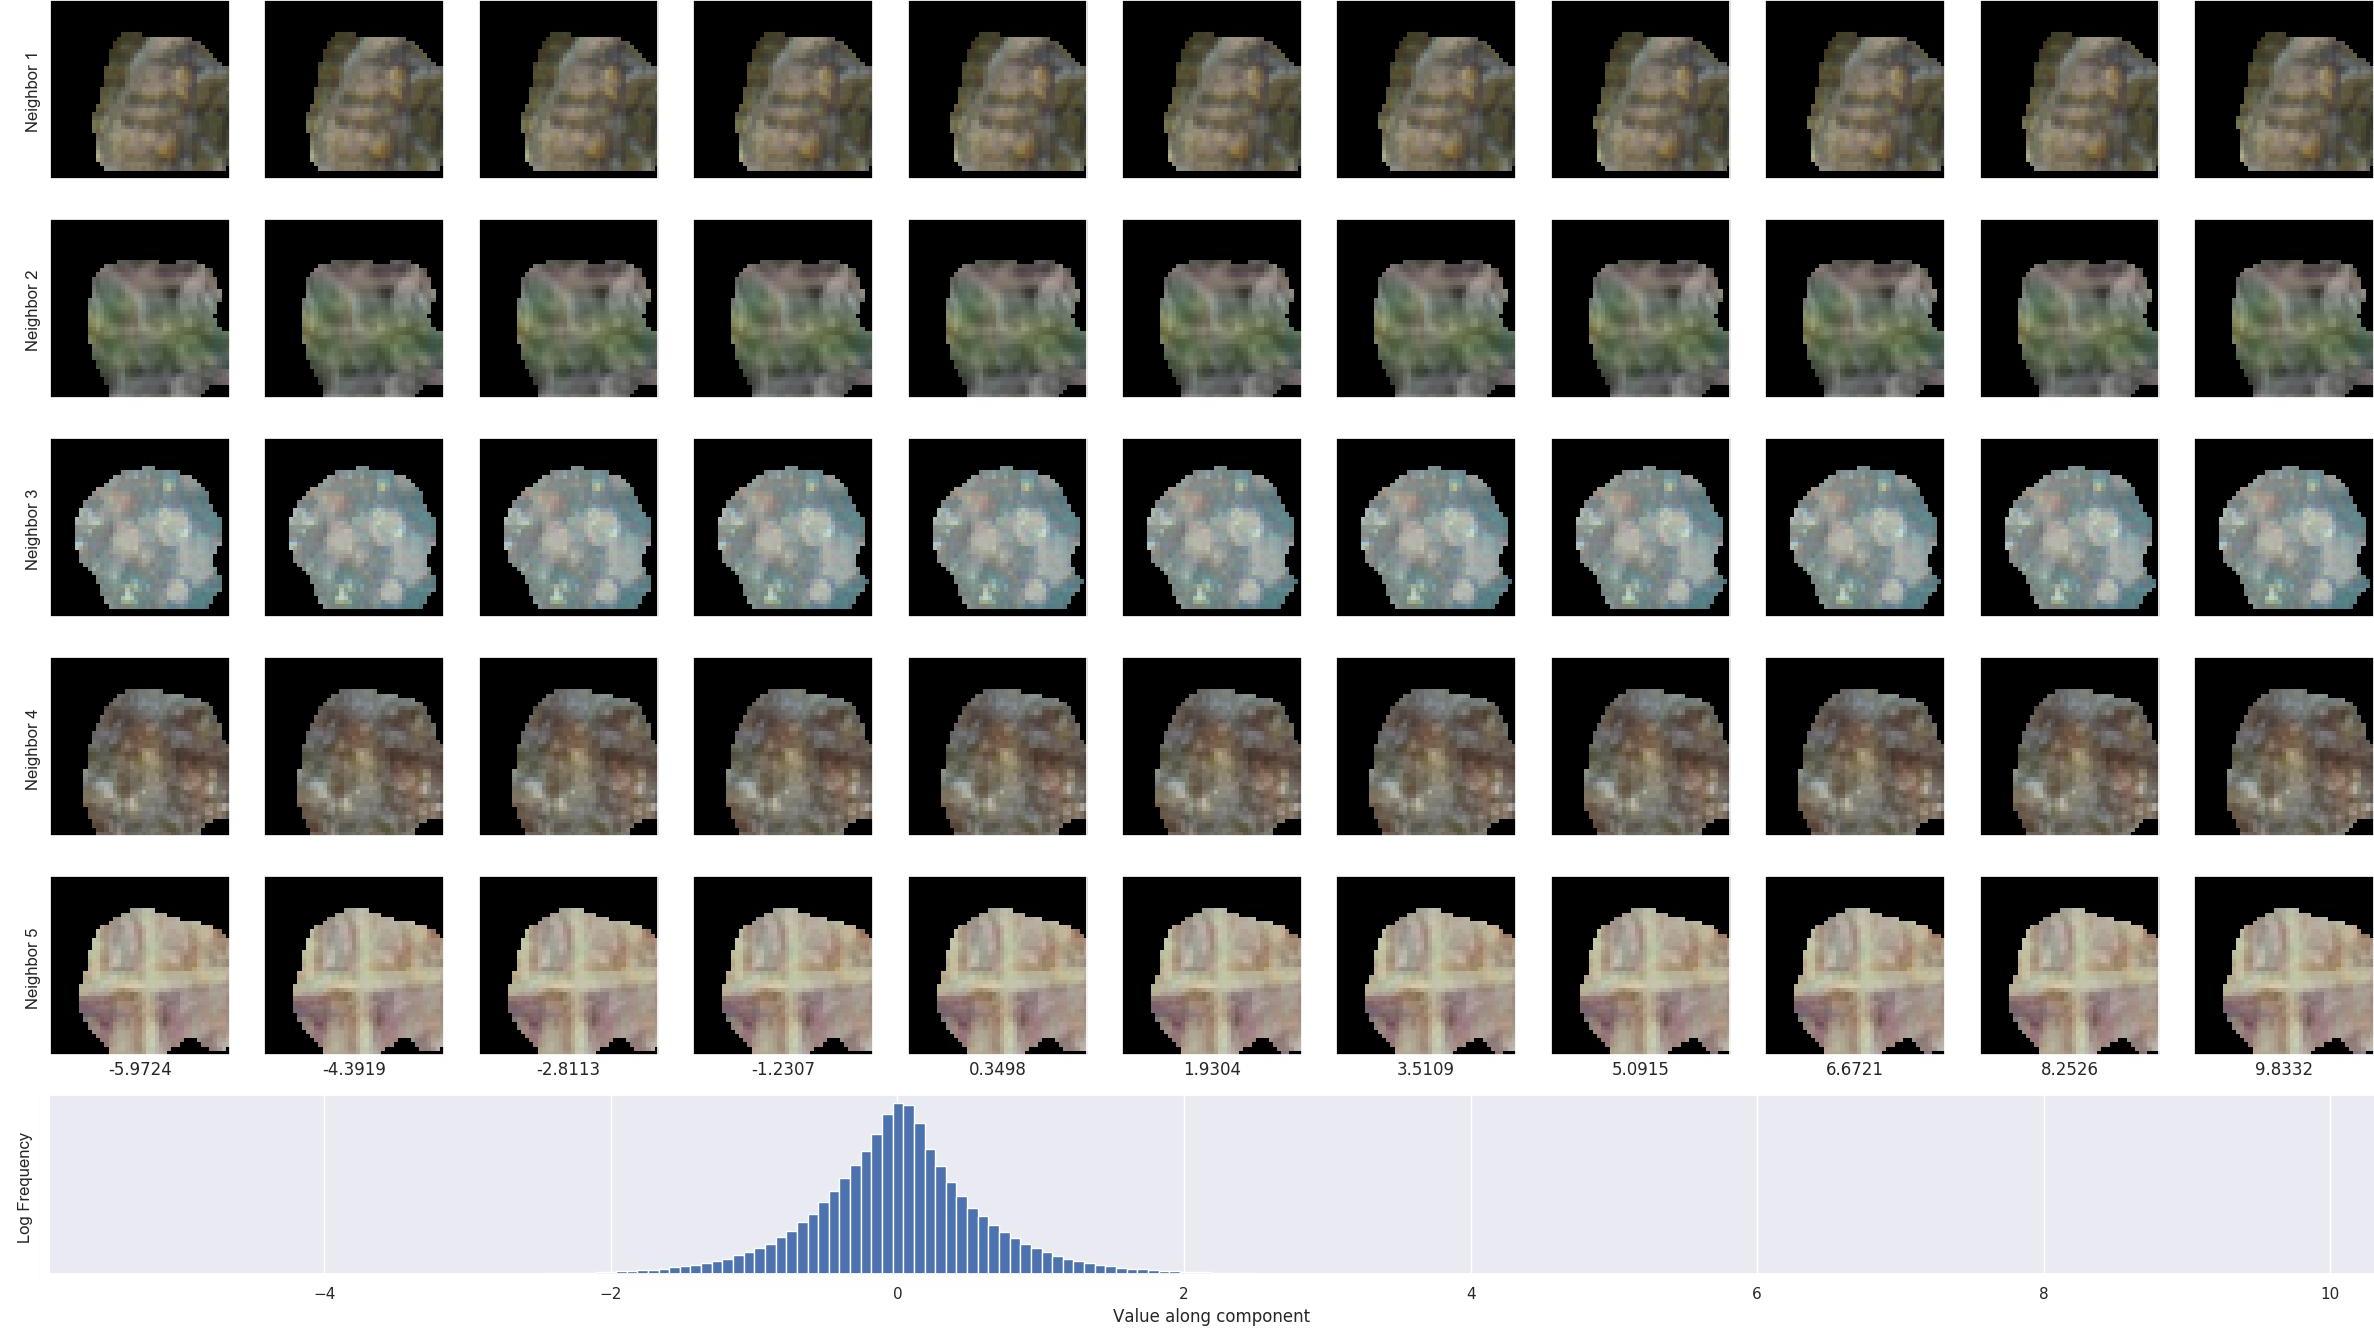 Neighbor 1
Neighbor 2
Neighbor 3
Neighbor 4
Neighbor 5
-5.9724 -4.3919 -2.8113 -1.2307 0.3498 1.9304 3.5109 5.0915 6.6721 8.2526 9.8332
Log Frequency
−4 −2 0 2 4 6 8 10
Value along component